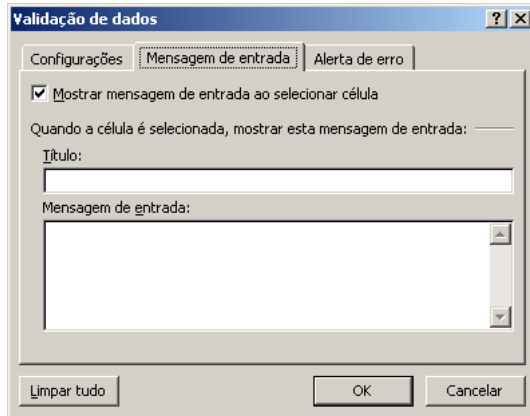 Validação de dados
Configurações Mensagem de entrada Alerta de erro
Mostrar mensagem de entrada ao selecionar célula
Quando a célula é selecionada, mostrar esta mensagem de entrada:
Título:
Mensagem de entrada:
Limpar tudo OK Cancelar